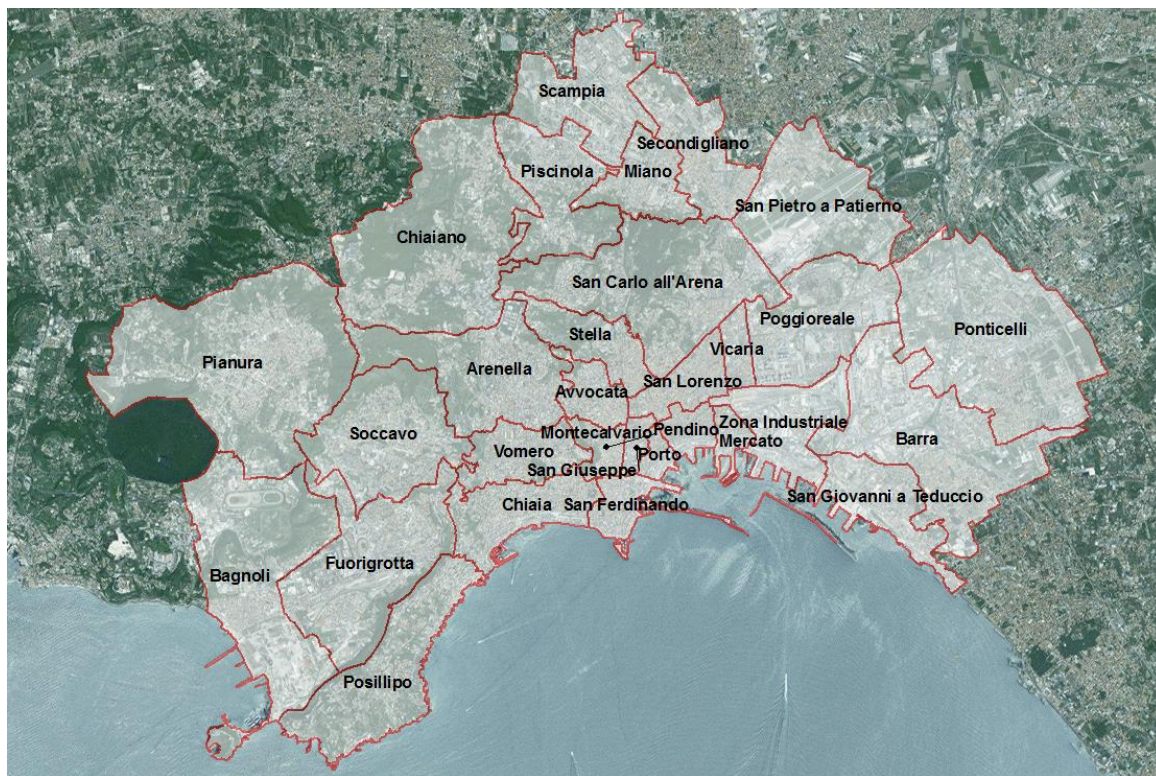 Scampia
Secondigliano
Piscinola
Miano
San Pietro a Patierno
Chiaiano
San Carlo all'Arena
Poggioreale
Ponticelli
Stella
Vicaria
Pianura
Arenella
San Lorenzo
Avvocata
Zona Industriale
Montecalvario
Pendino
Soccavo
Mercato
Barra
Vomero
Porto
San Giuseppe
San Giovanni a Teduccio
Chiaia
San Ferdinando
Fuorigrotta
Bagnoli
Posillipo